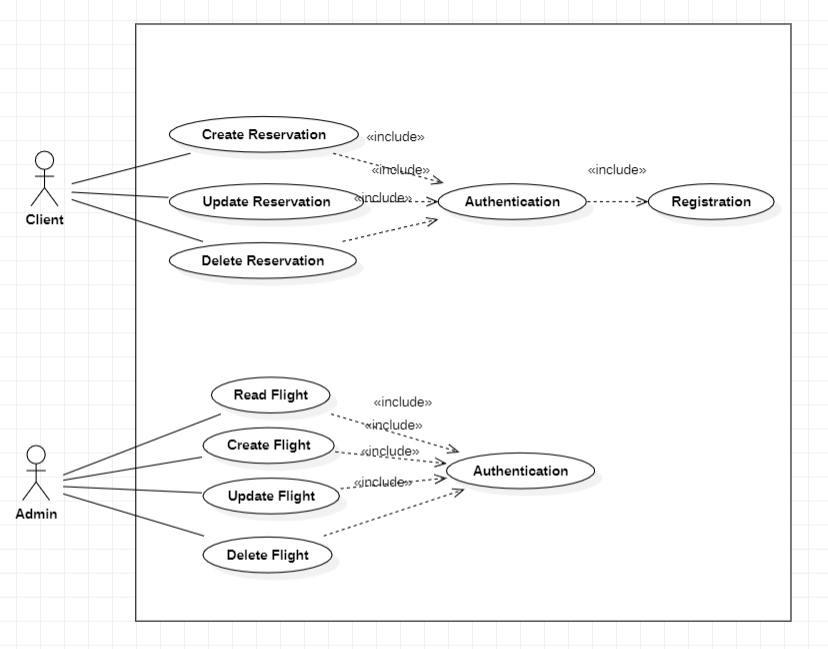 Create Reservation
«include»
«include»
«include»
«include»
Update Reservation
Authentication
Registration
Client
Delete Reservation
Read Flight
«include»
«include»
Create Flight
«include»
Authentication
«include»
Update Flight
Admin
Delete Flight